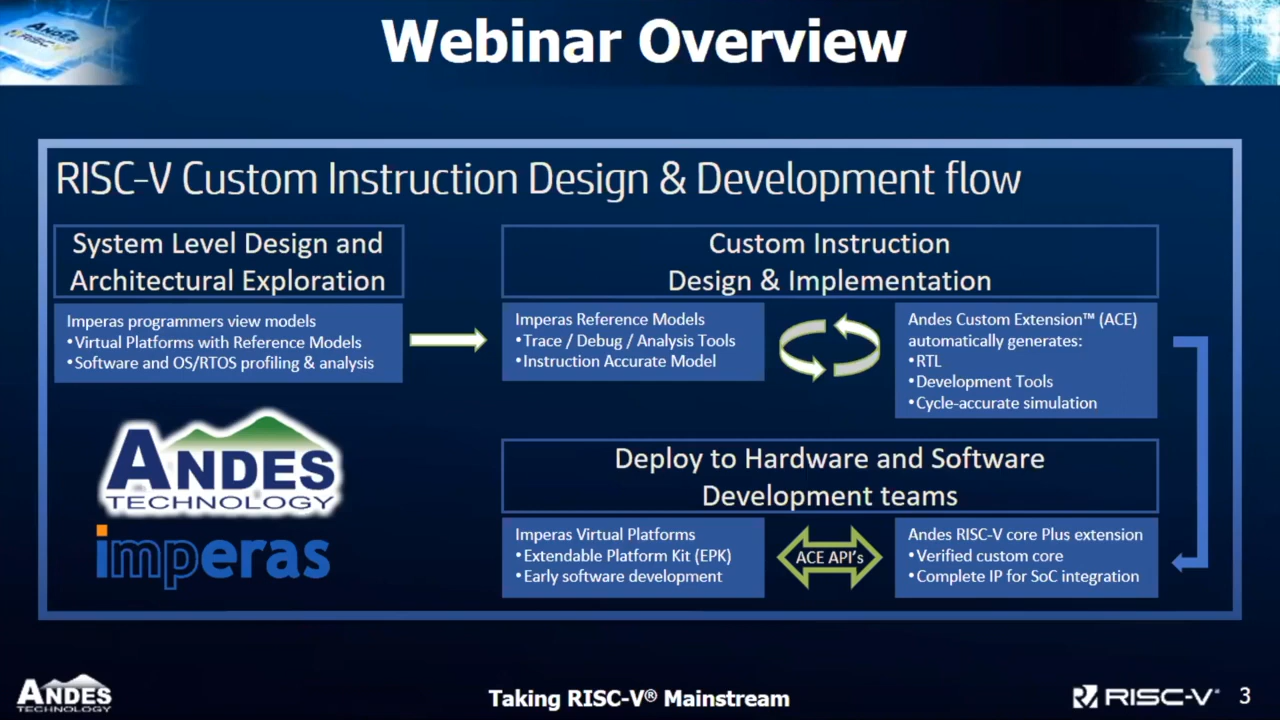 Webinar Overview
ANDES
RISC-V
RISC-V Custom Instruction Design & Development flow
System Level Design and
Architectural Exploration
Imperas programmers view models
•Virtual Platforms with Reference Models
•Software and OS/RTOS profiling & analysis
Custom Instruction
Design & Implementation
Imperas Reference Models
•Trace / Debug / Analysis Tools
•Instruction Accurate Model
Andes Custom Extension™ (ACE)
automatically generates:
•RTL
•Development Tools
•Cycle-accurate simulation
ANDES
TECHNOLOGY
imperas
Deploy to Hardware and Software
Development teams
Imperas Virtual Platforms
•Extendable Platform Kit (EPK)
•Early software development
ACE API's
Andes RISC-V core Plus extension
•Verified custom core
•Complete IP for SoC integration
ANDES
TECHNOLOGY
Taking RISC-V® Mainstream
RISC-V®
3